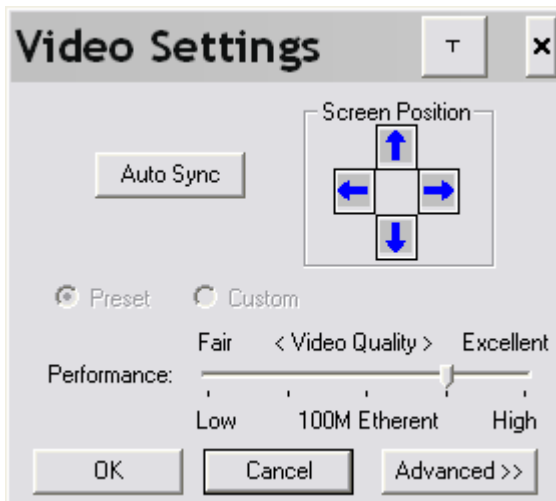 Video Settings T ×
Screen Position
Auto Sync
Preset Custom
Fair < Video Quality > Excellent
Performance:
Low 100M Etherent High
OK Cancel Advanced >>